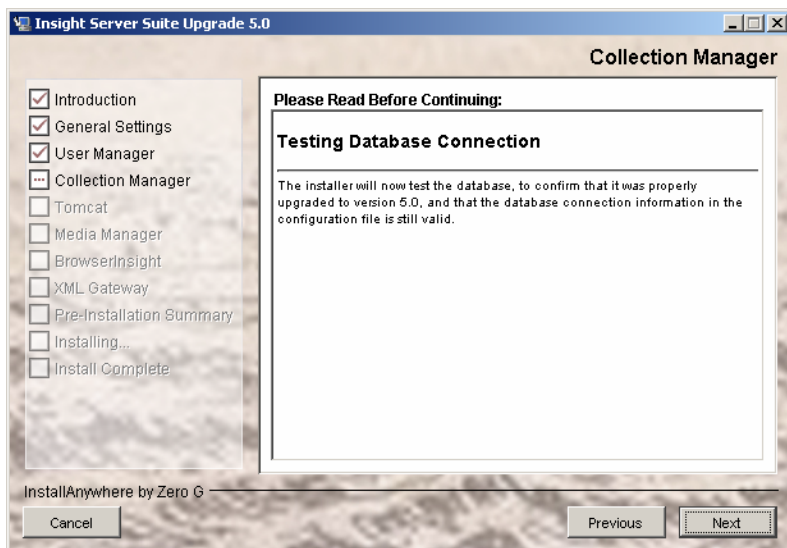 Insight Server Suite Upgrade 5.0
Collection Manager
Introduction
General Settings
User Manager
Collection Manager
Tomcat
Media Manager
BrowserInsight
XML Gateway
Pre-Installation Summary
Installing...
Install Complete
Please Read Before Continuing:
Testing Database Connection
The installer will now test the database, to confirm that it was properly
upgraded to version 5.0, and that the database connection information in the
configuration file is still valid.
InstallAnywhere by Zero G
Cancel
Previous
Next